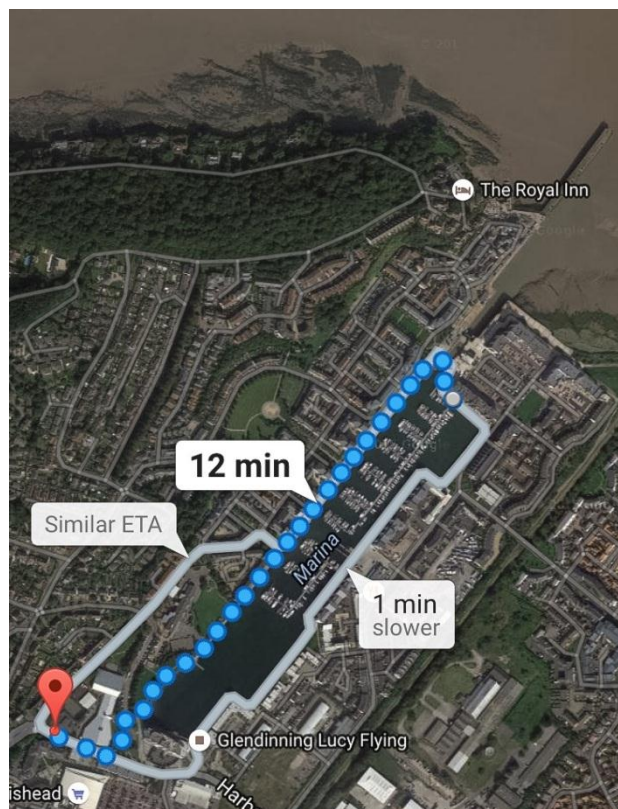 The Royal Inn
12 min
Similar ETA
Marina
1 min
slower
Glendinning Lucy Flying
ishead
Harb